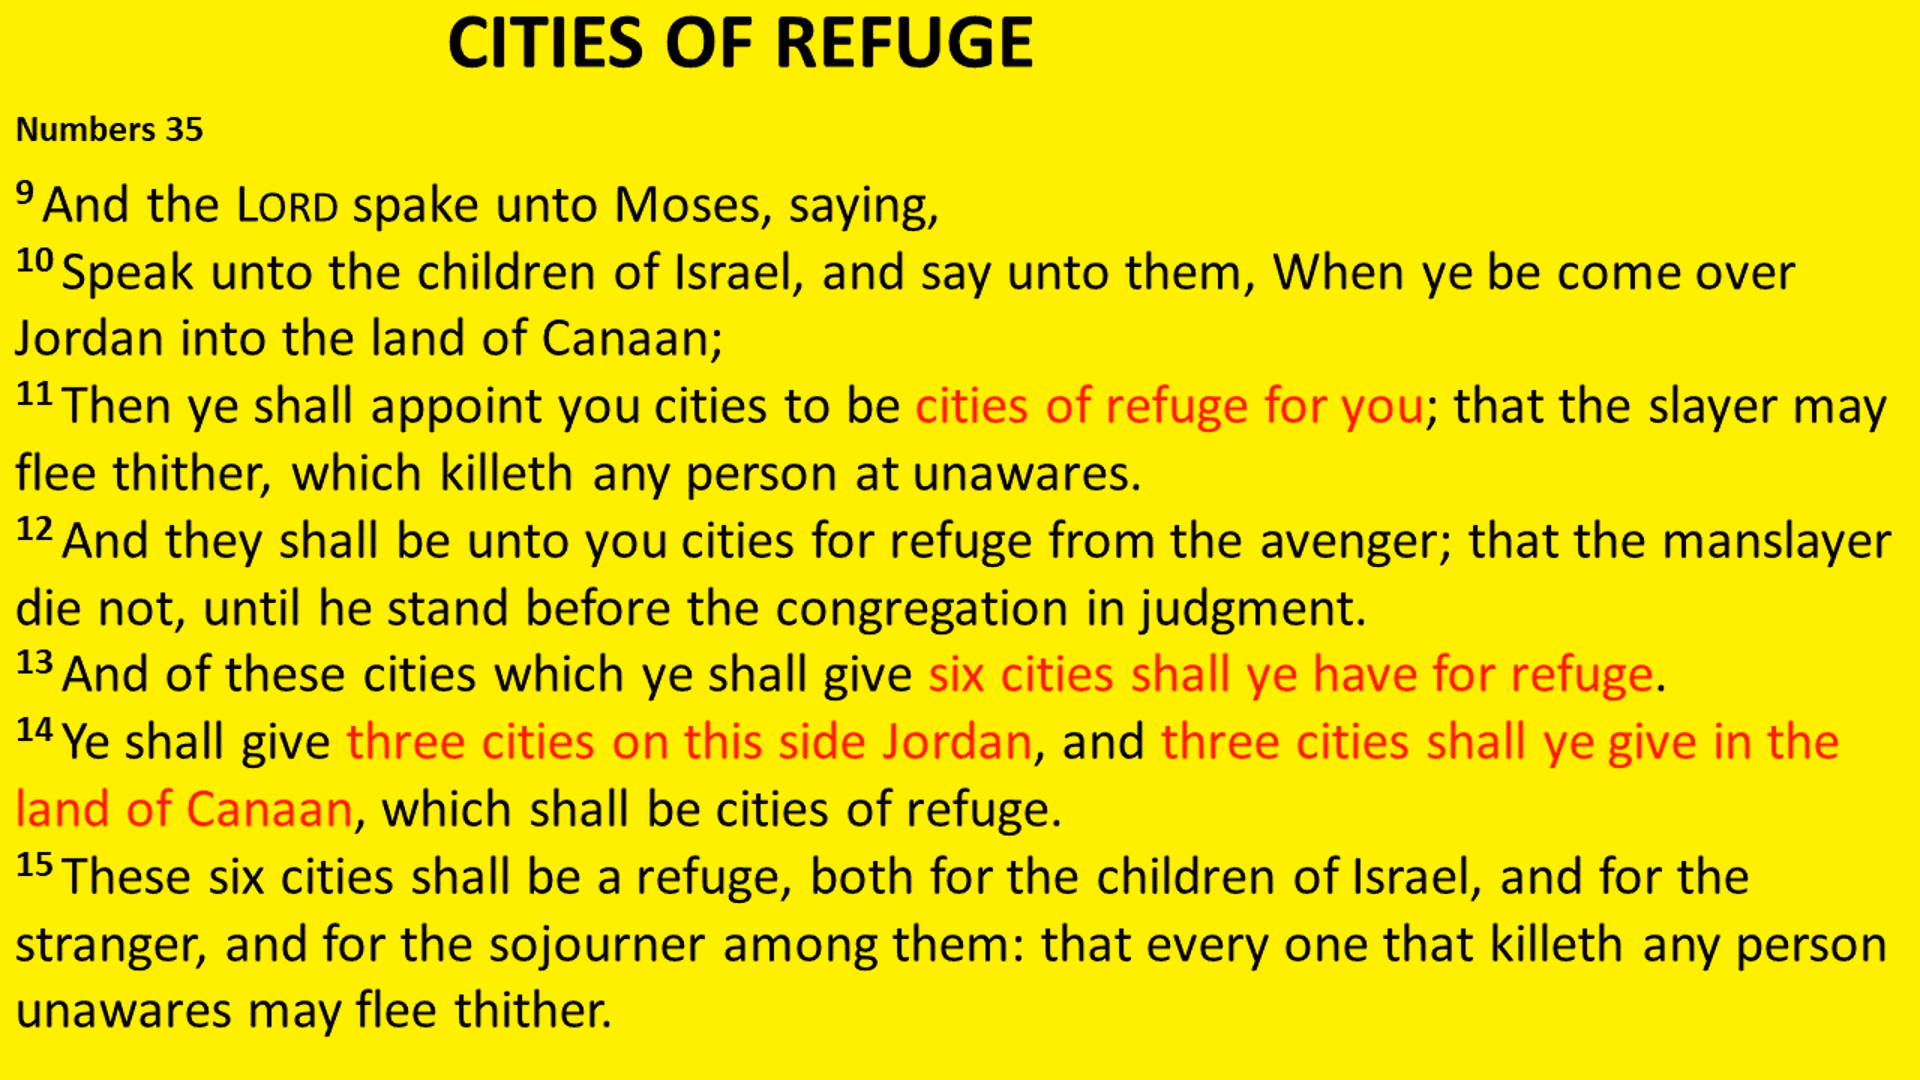 CITIES OF REFUGE
Numbers 35
9 And the LORD spake unto Moses, saying,
10 Speak unto the children of Israel, and say unto them, When ye be come over
Jordan into the land of Canaan;
11 Then ye shall appoint you cities to be cities of refuge for you; that the slayer may
flee thither, which killeth any person at unawares.
12 And they shall be unto you cities for refuge from the avenger; that the manslayer
die not, until he stand before the congregation in judgment.
13 And of these cities which ye shall give six cities shall ye have for refuge.
14 Ye shall give three cities on this side Jordan, and three cities shall ye give in the
land of Canaan, which shall be cities of refuge.
15 These six cities shall be a refuge, both for the children of Israel, and for the
stranger, and for the sojourner among them: that every one that killeth any person
unawares may flee thither.